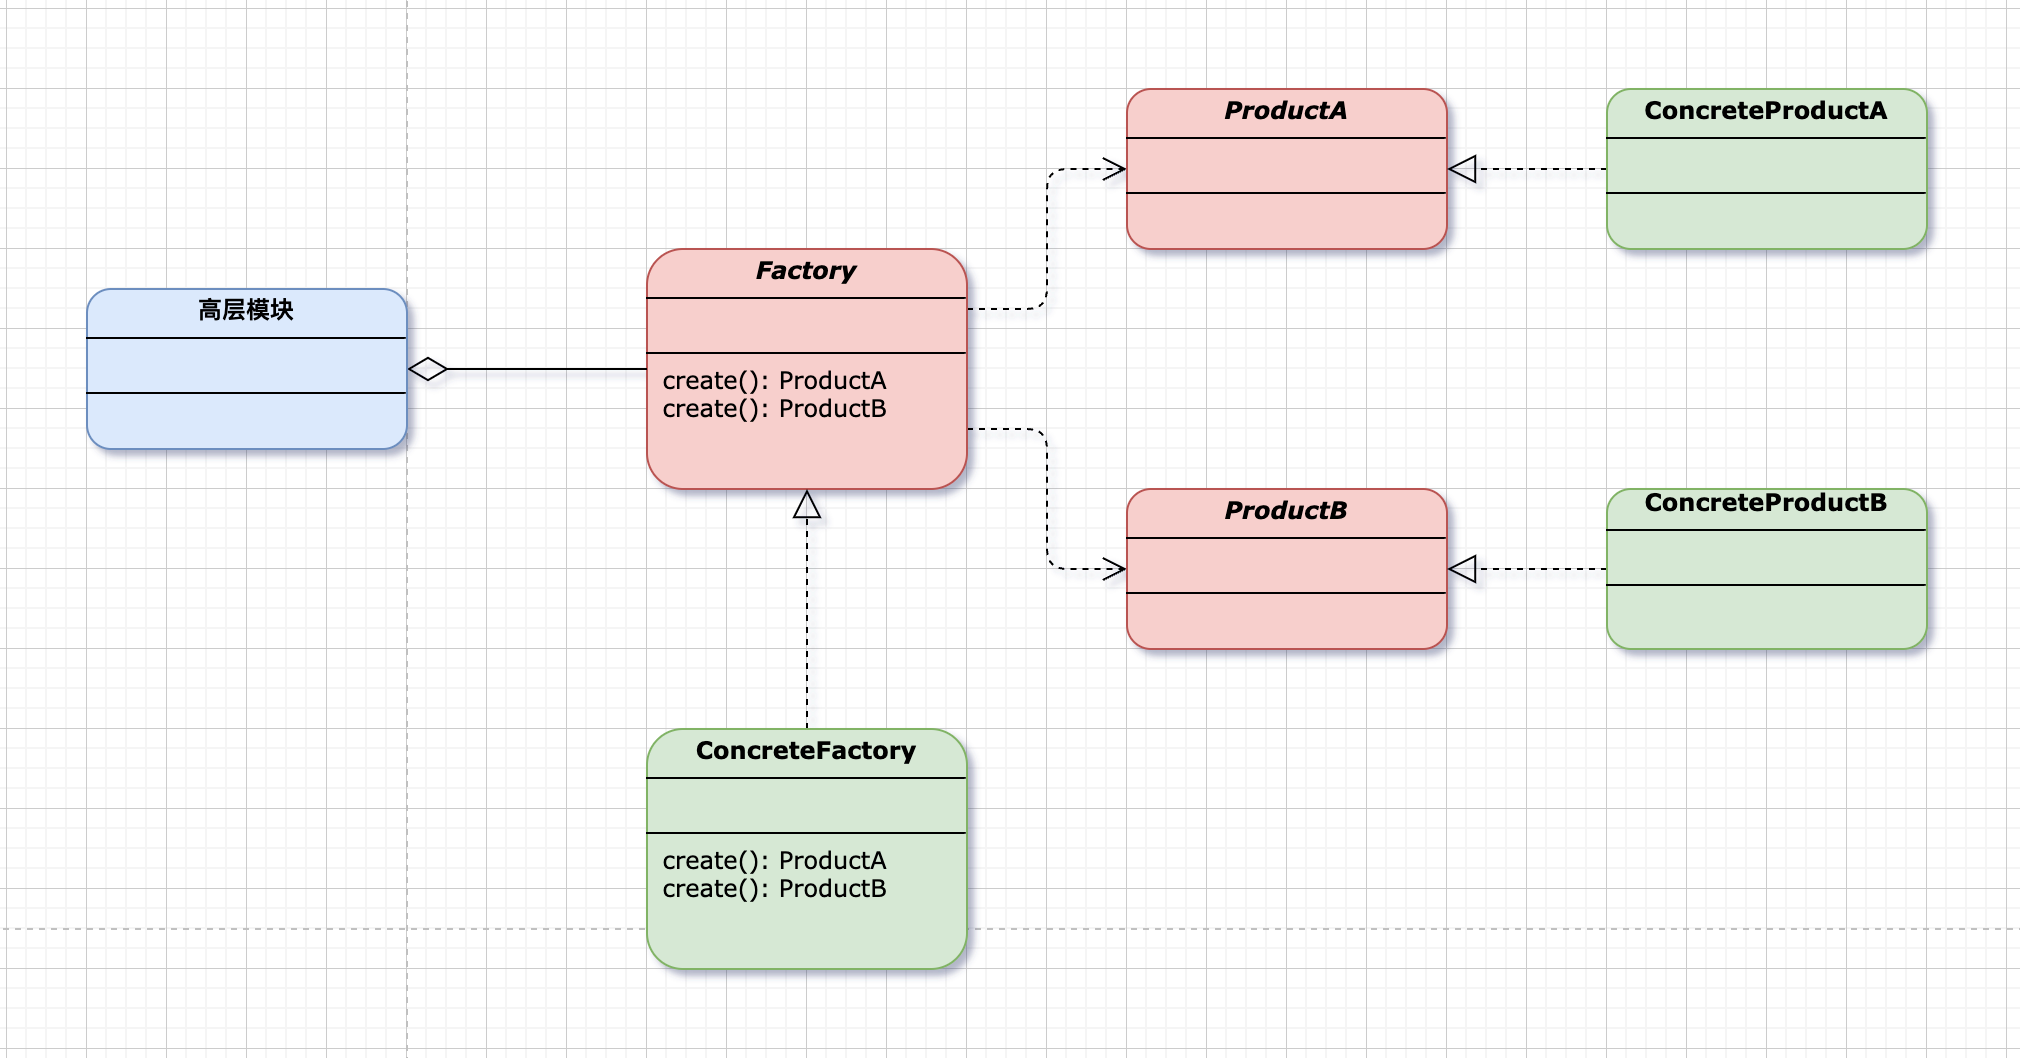 ProductA
ConcreteProductA
Factory
高层模块
create(): ProductA
create(): ProductB
ProductB
ConcreteProductB
ConcreteFactory
create(): ProductA
create(): ProductB